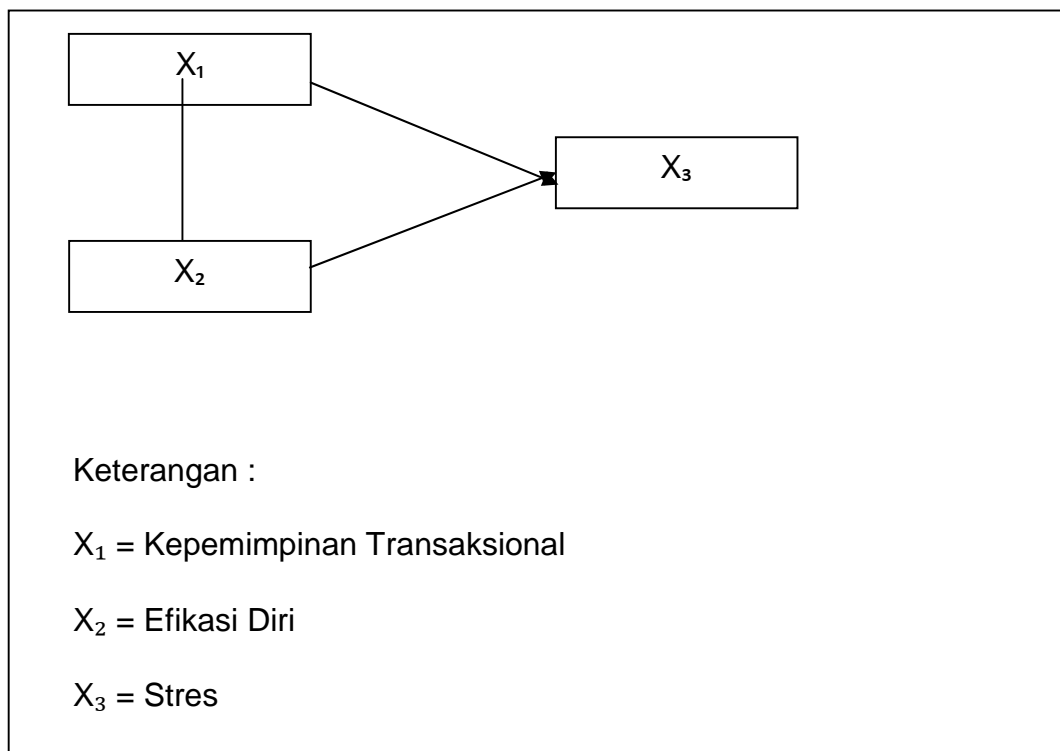 X₁
X₃
X₂
Keterangan :
X₁ = Kepemimpinan Transaksional
X₂ = Efikasi Diri
X₃ = Stres